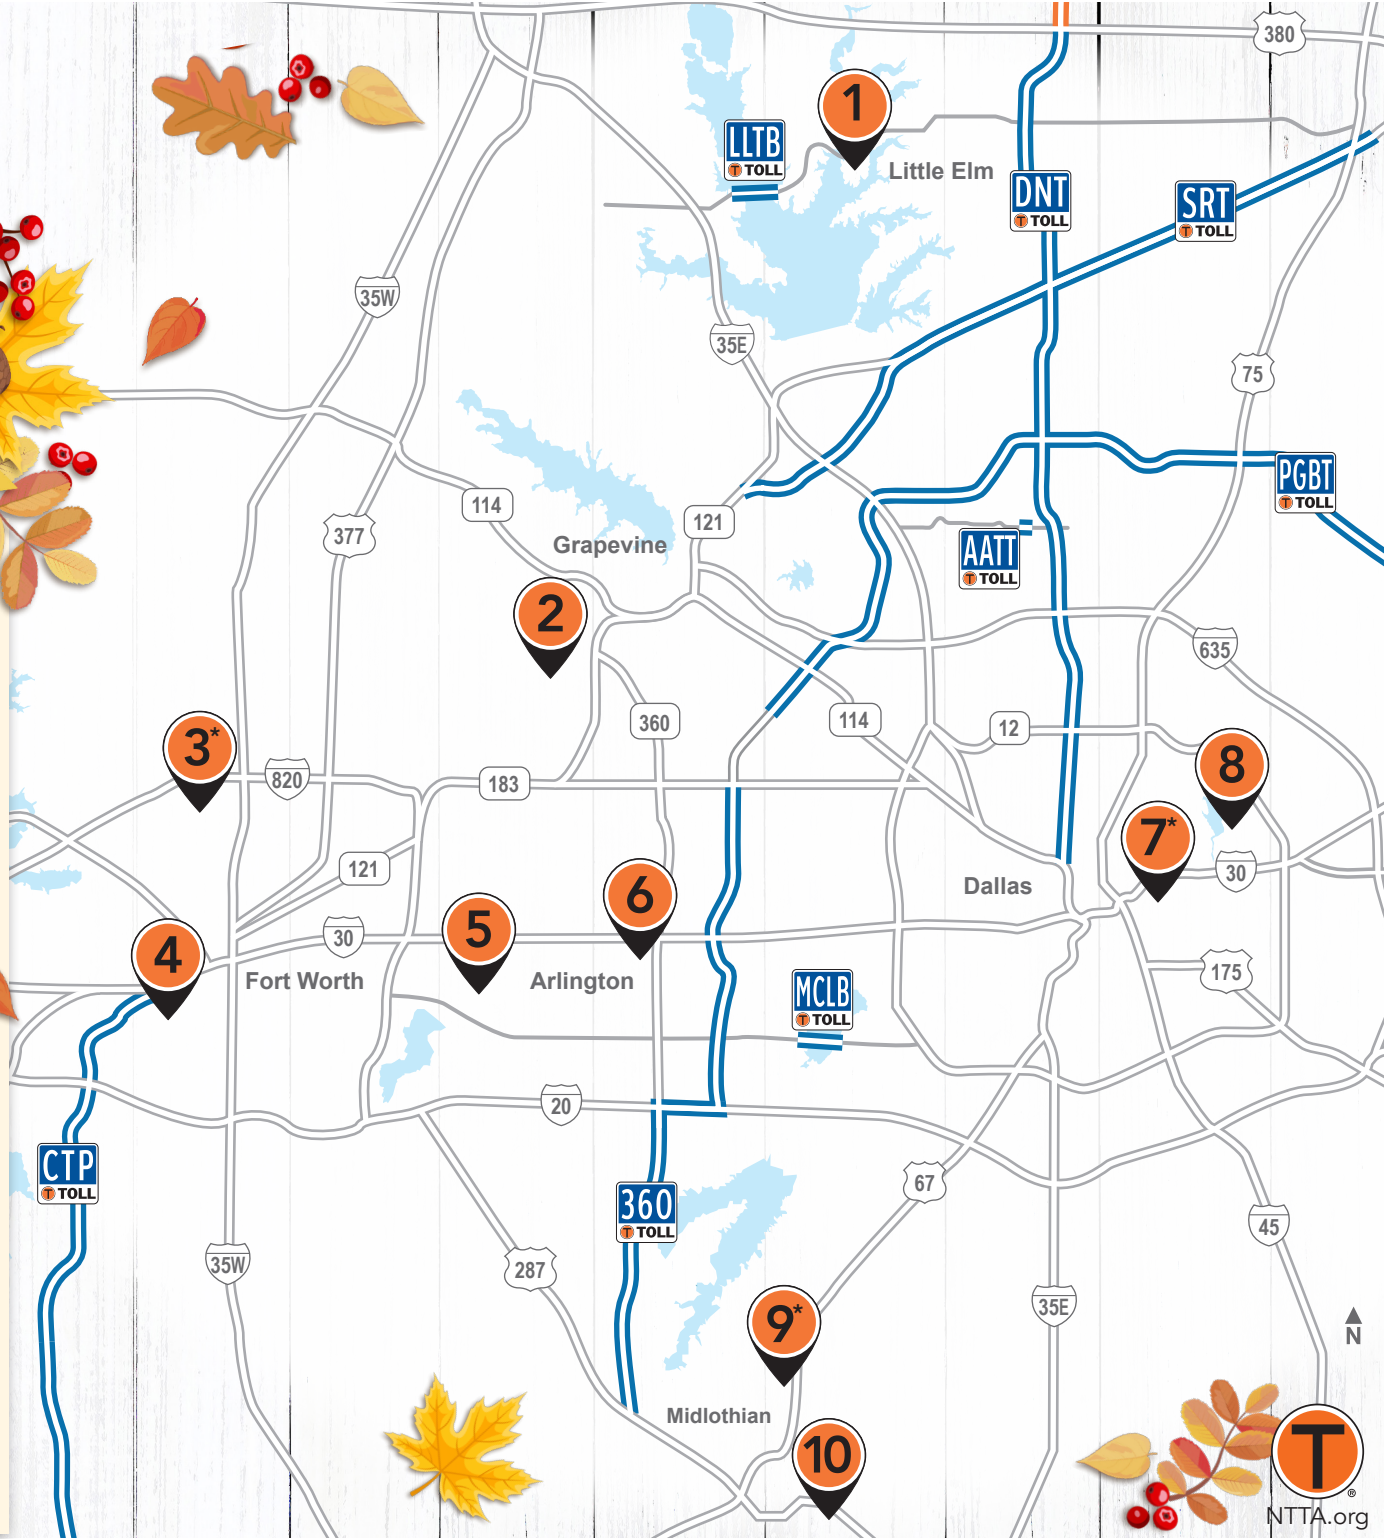 380
1
LLTB
TOLL
Little Elm
DNT
TOLL
SRT
TOLL
35W
35E
75
PGBT
TOLL
114
121
377
Grapevine
AATT
TOLL
2
635
360
114
12
3*
820
183
8
7*
121
30
6
Dallas
5
30
4
Fort Worth
Arlington
175
MCLB
TOLL
20
CTP
TOLL
67
360
TOLL
45
35W
287
35E
9*
N
Midlothian
10
T
®
NTTA.org